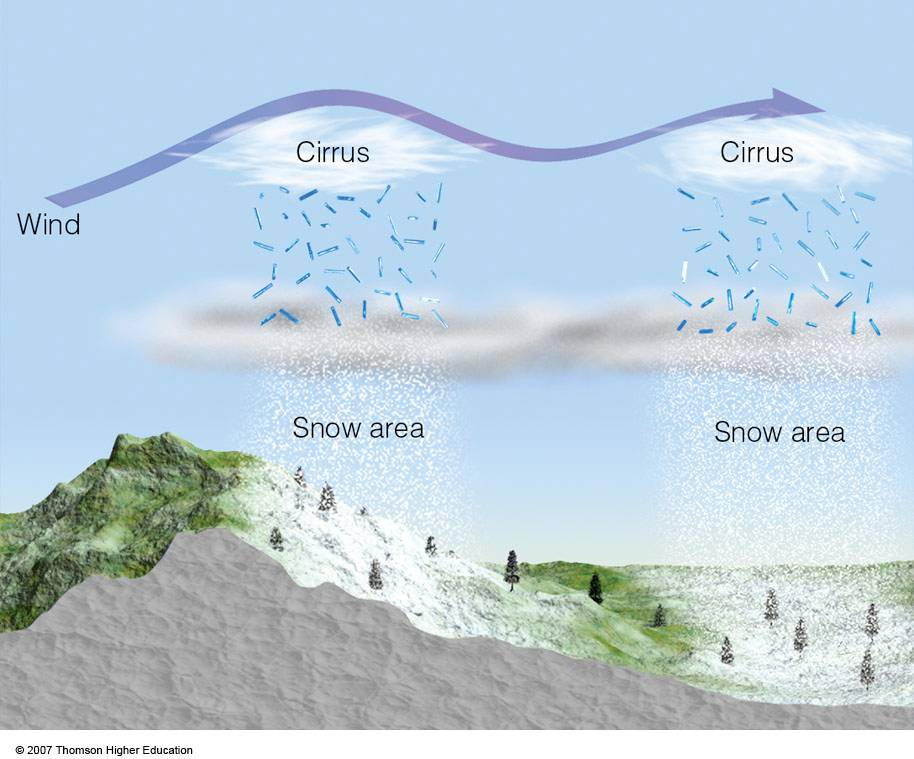 Cirrus
Cirrus
Wind
Snow area
Snow area
© 2007 Thomson Higher Education